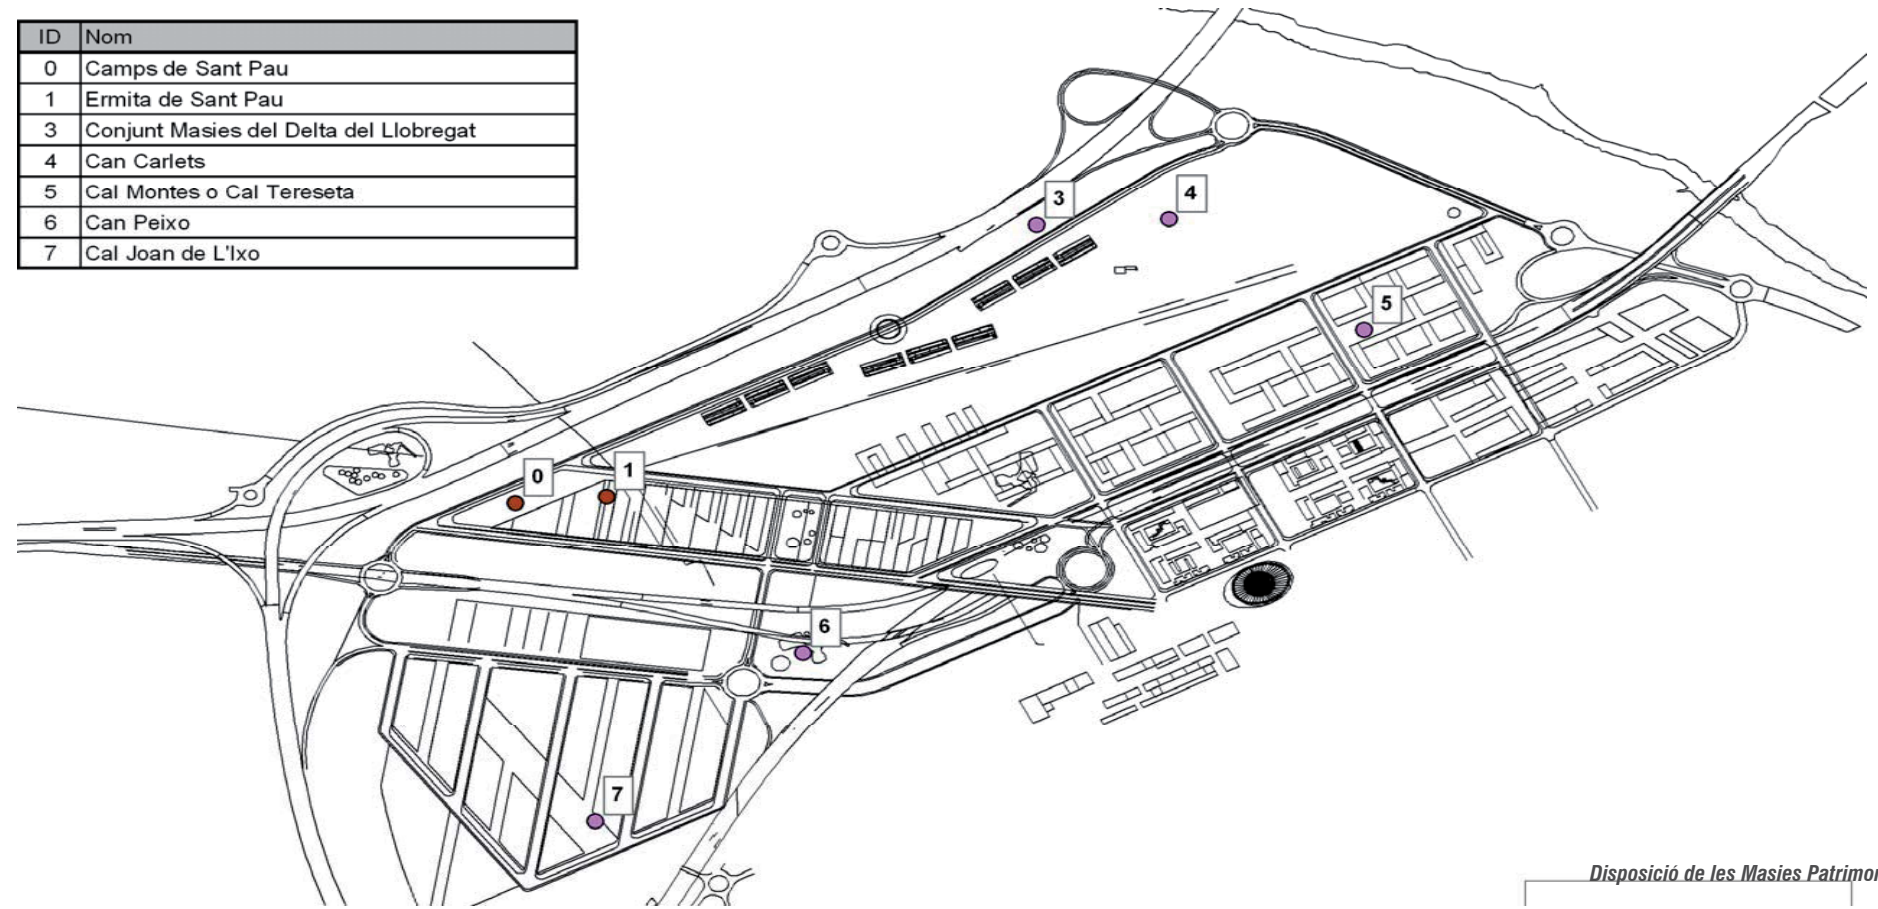 ID Nom
0 Camps de Sant Pau
1 Ermita de Sant Pau
3 Conjunt Masies del Delta del Llobregat
4 Can Carlets
5 Cal Montes o Cal Tereseta
6 Can Peixo
7 Cal Joan de L'Ixo
3
4
5
0
1
6
7
Disposició de les Masies Patrimon